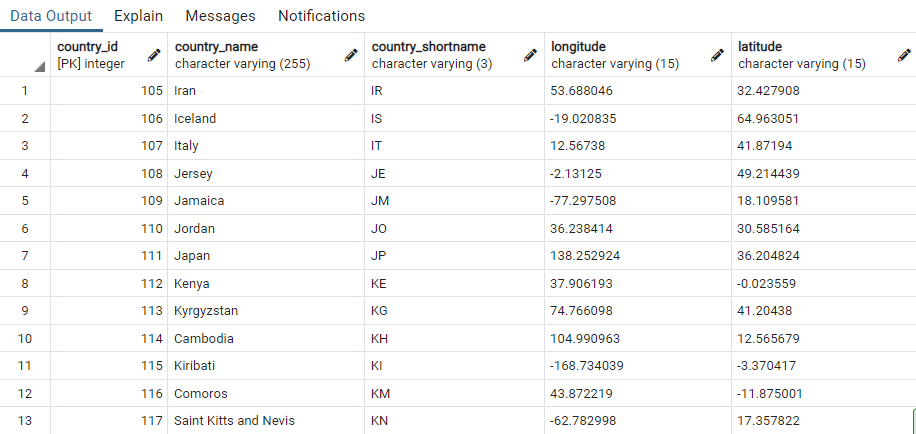 Data Output Explain Messages Notifications
country_id country_name country_shortname longitude latitude
[PK] integer character varying (255) character varying (3) character varying (15) character varying (15)
1 105 Iran IR 53.688046 32.427908
2 106 Iceland IS -19.020835 64.963051
3 107 Italy IT 12.56738 41.87194
4 108 Jersey JE -2.13125 49.214439
5 109 Jamaica JM -77.297508 18.109581
6 110 Jordan JO 36.238414 30.585164
7 111 Japan JP 138.252924 36.204824
8 112 Kenya KE 37.906193 -0.023559
9 113 Kyrgyzstan KG 74.766098 41.20438
10 114 Cambodia KH 104.990963 12.565679
11 115 Kiribati KI -168.734039 -3.370417
12 116 Comoros KM 43.872219 -11.875001
13 117 Saint Kitts and Nevis KN -62.782998 17.357822